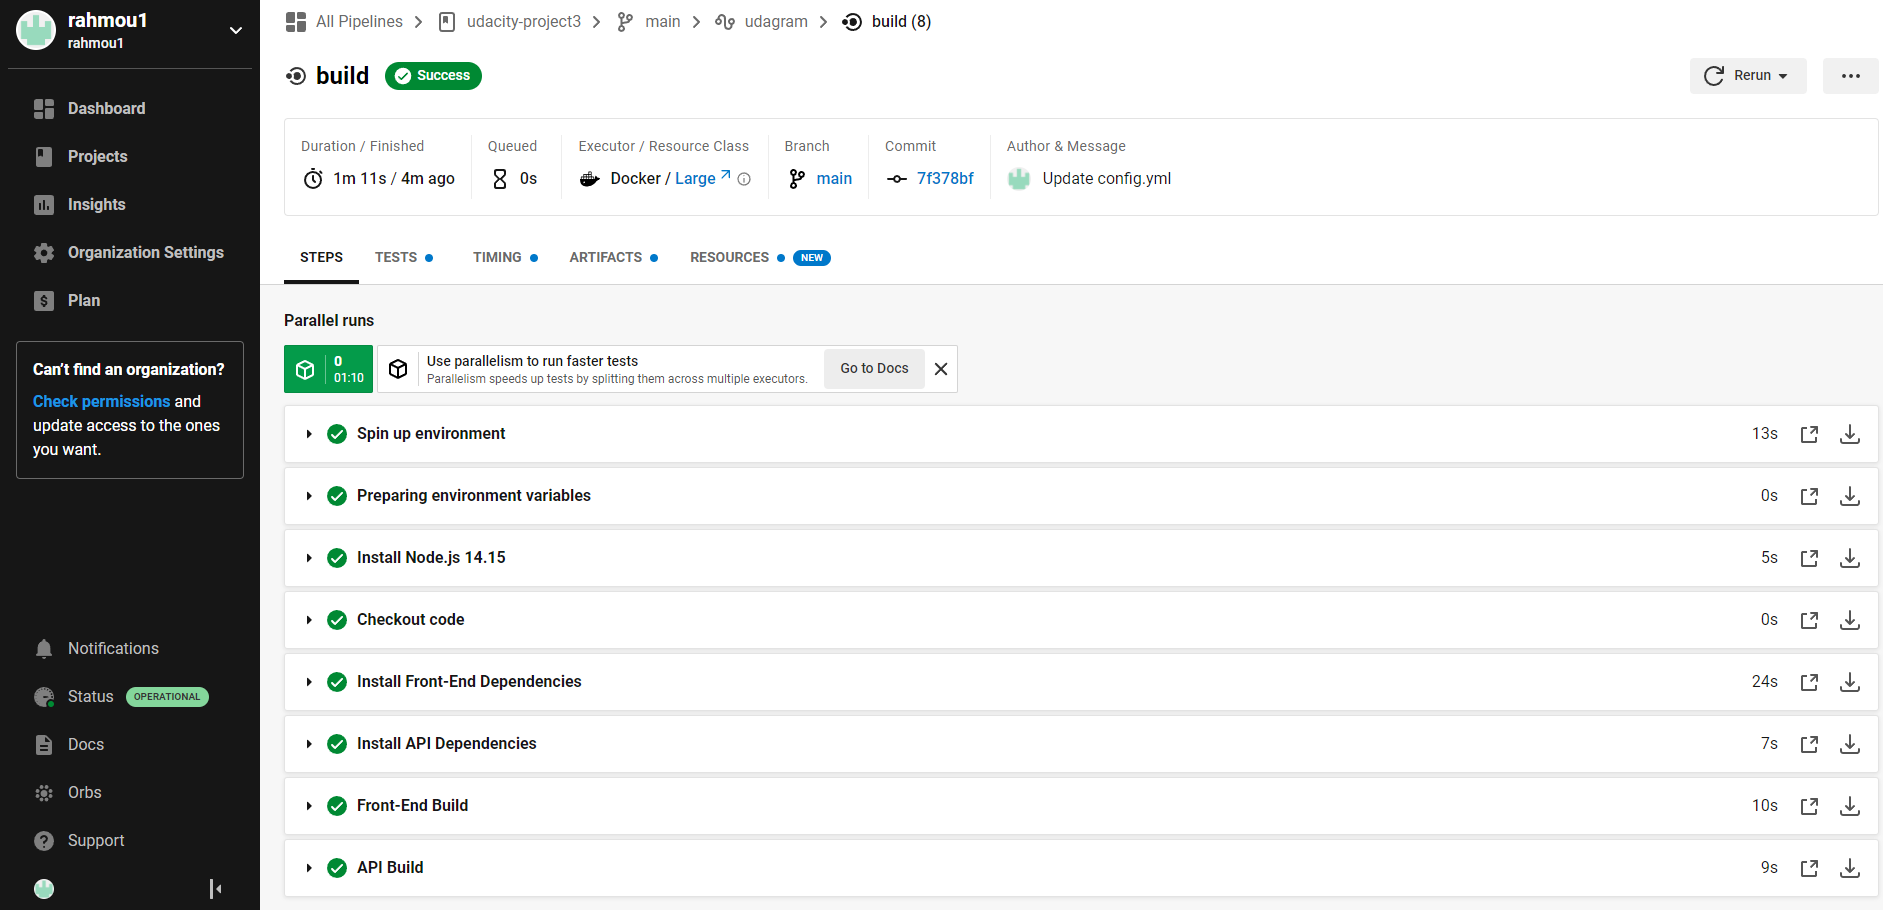 rahmou1
rahmou1
Dashboard
Projects
Insights
Organization Settings
Plan
Can't find an organization?
Check permissions and
update access to the ones
you want.
Notifications
Status OPERATIONAL
Docs
Orbs
Support
All Pipelines udacity-project3 main udagram build (8)
build Success
Rerun
Duration / Finished
1m 11s / 4m ago
Queued
0s
Executor / Resource Class
Docker / Large
Branch
main
Commit
7f378bf
Author & Message
Update config.yml
STEPS TESTS TIMING ARTIFACTS RESOURCES NEW
Parallel runs
0
01:10
Use parallelism to run faster tests
Parallelism speeds up tests by splitting them across multiple executors.
Go to Docs
Spin up environment 13s
Preparing environment variables 0s
Install Node.js 14.15 5s
Checkout code 0s
Install Front-End Dependencies 24s
Install API Dependencies 7s
Front-End Build 10s
API Build 9s